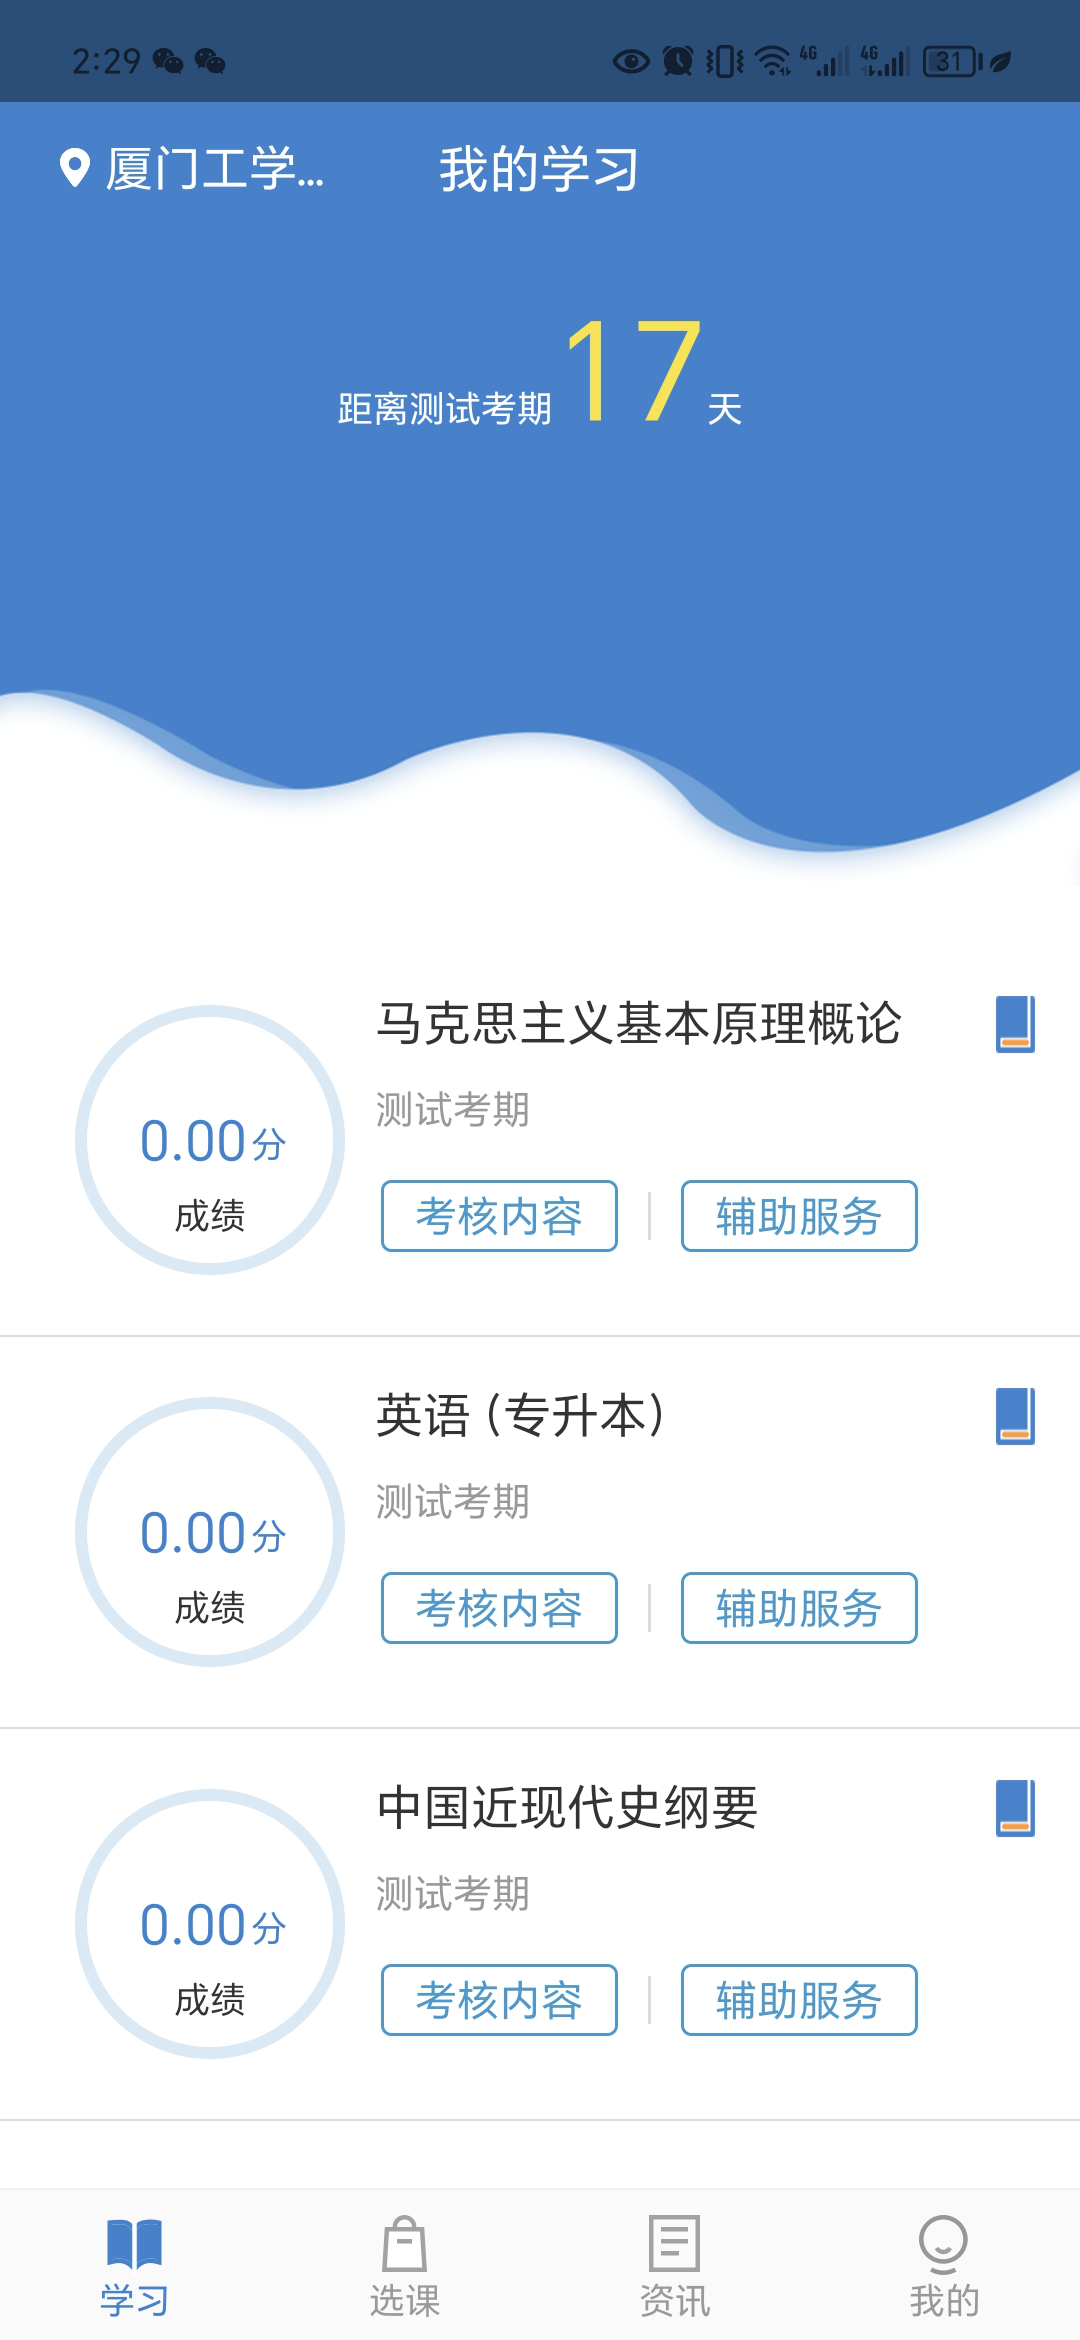 2:29
4G 4G 31
厦门工学...
我的学习
距离测试考期17天
马克思主义基本原理概论
测试考期
0.00分
成绩
考核内容
辅助服务
英语（专升本）
测试考期
0.00分
成绩
考核内容
辅助服务
中国近现代史纲要
测试考期
0.00分
成绩
考核内容
辅助服务
学习
选课
资讯
我的